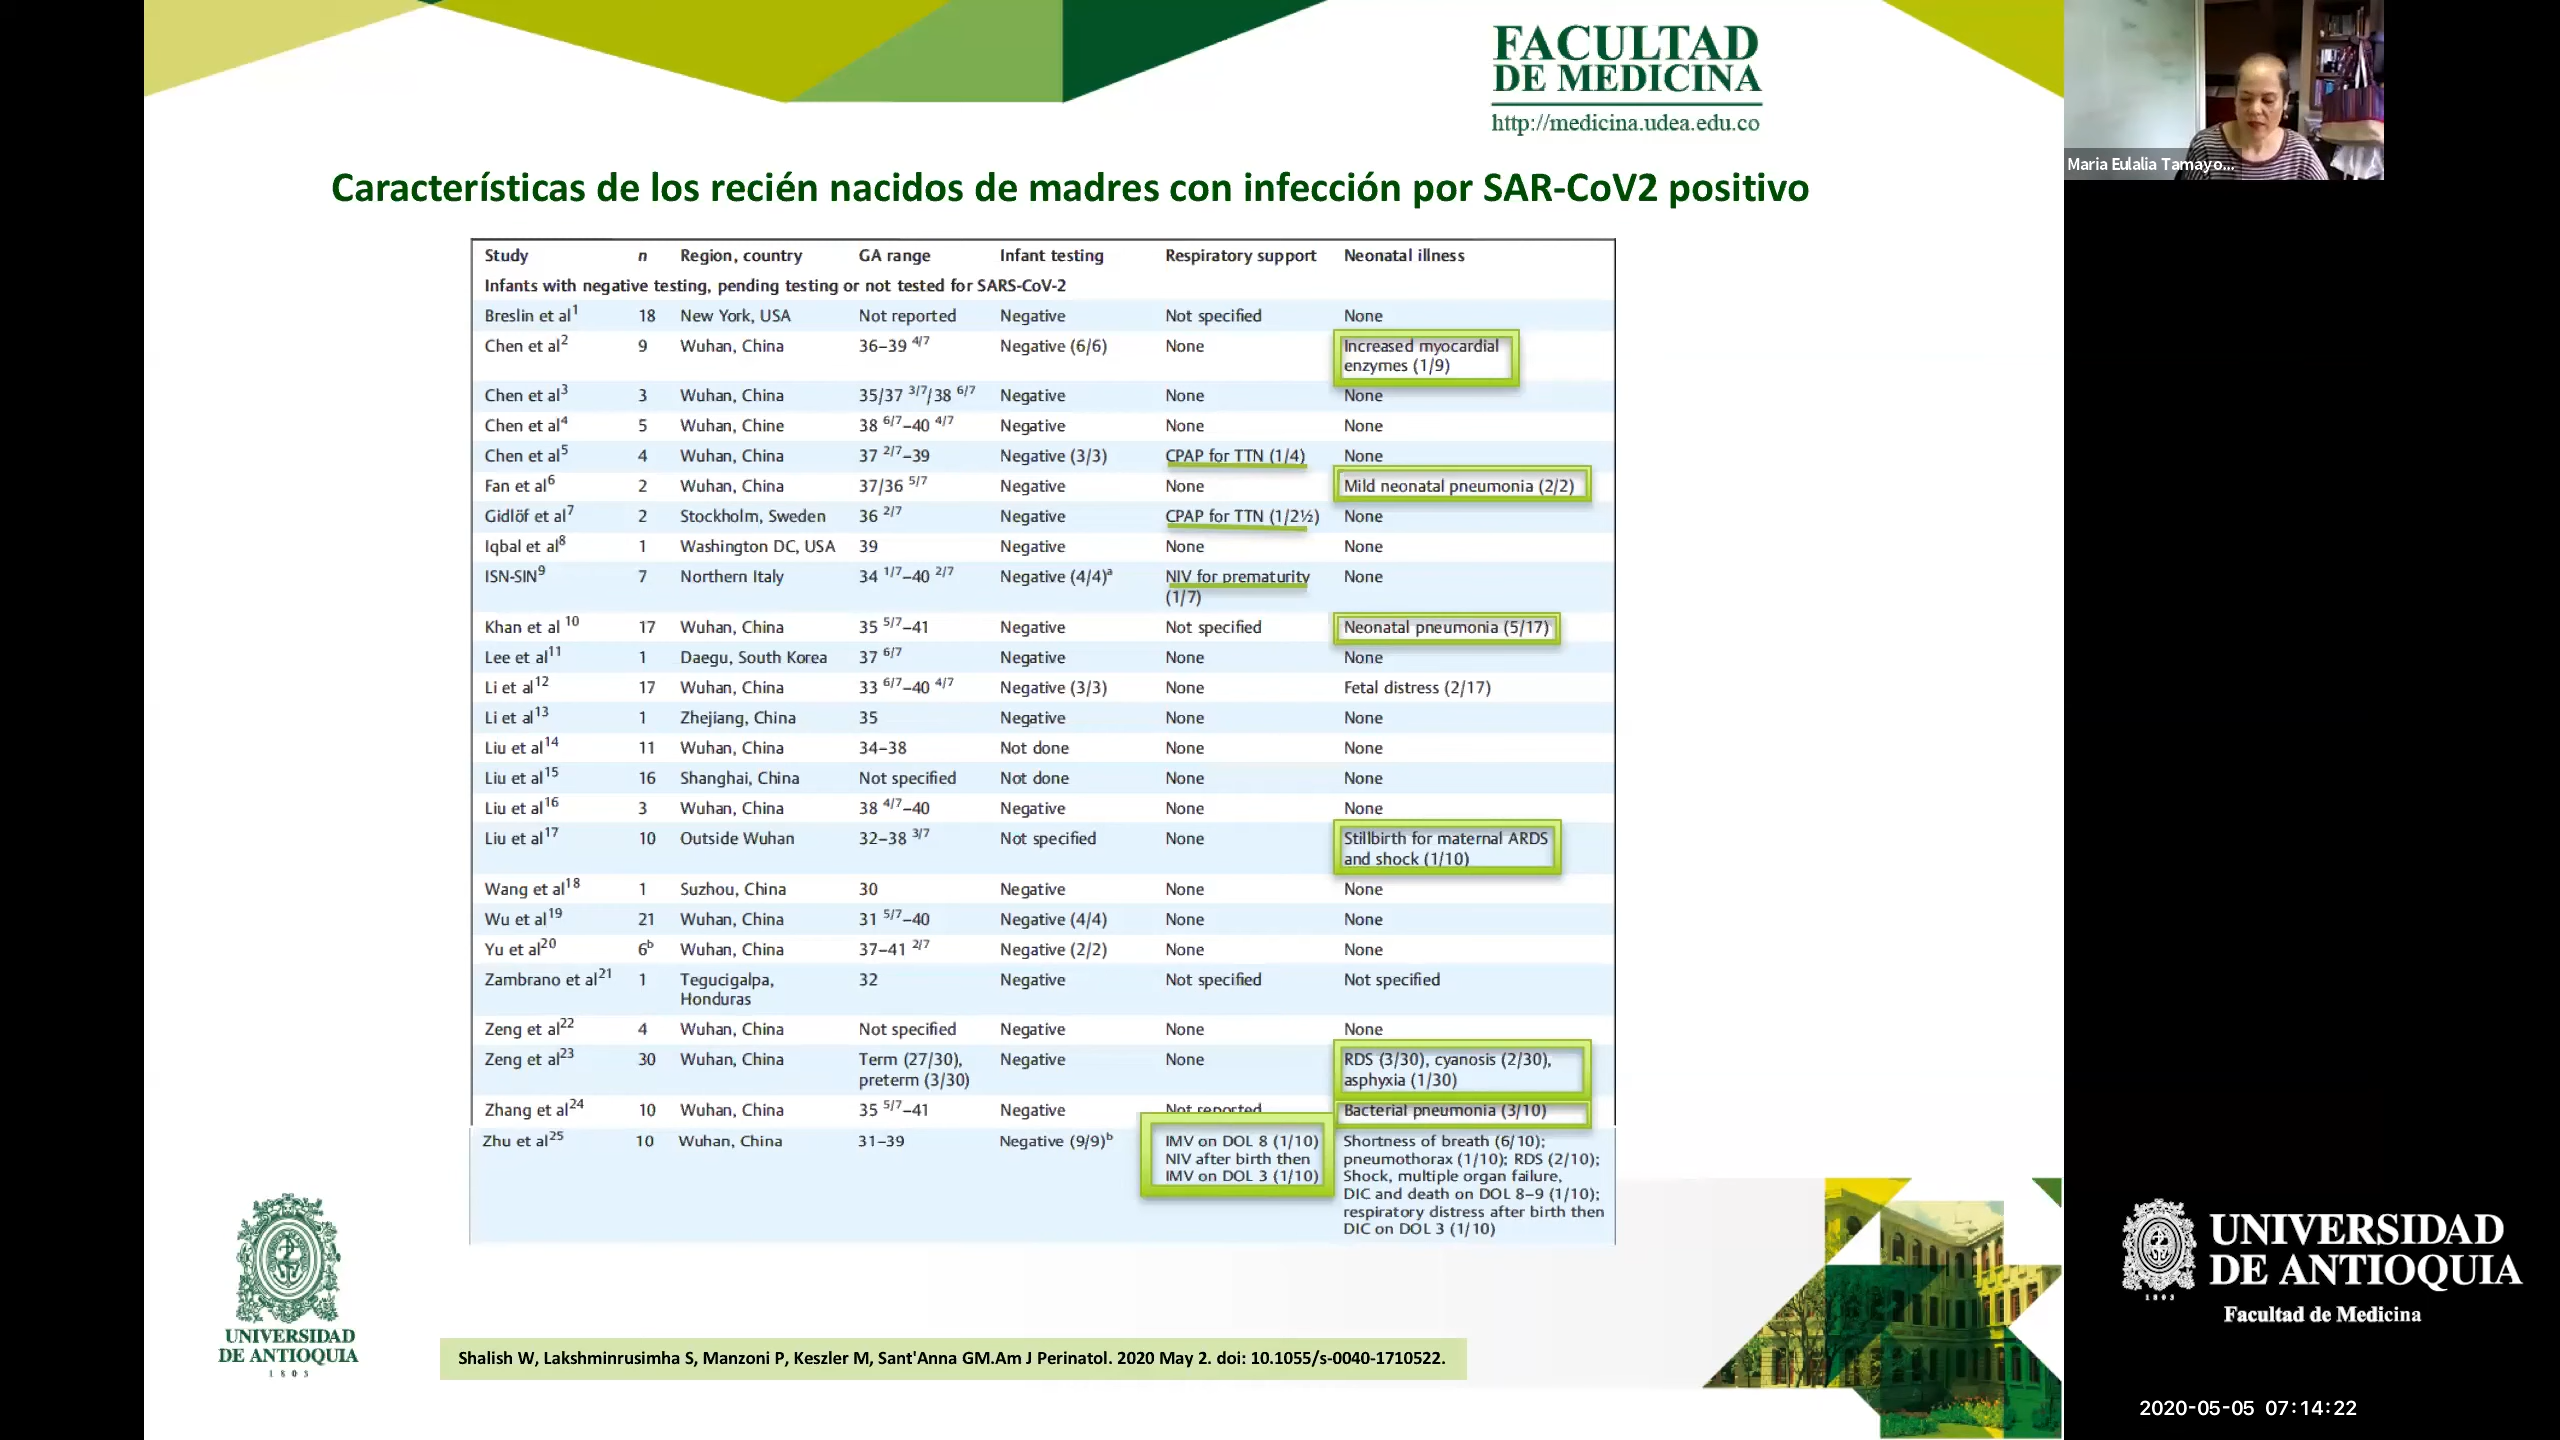 FACULTAD
DE MEDICINA
http://medicina.udea.edu.co
Maria Eulalia Tamayo...
Características de los recién nacidos de madres con infección por SAR-CoV2 positivo
Study n Region, country GA range Infant testing Respiratory support Neonatal illness
Infants with negative testing, pending testing or not tested for SARS-CoV-2
Breslin et al1 18 New York, USA Not reported Negative Not specified None
Chen et al2 9 Wuhan, China 36–39 4/7 Negative (6/6) None Increased myocardial
enzymes (1/9)
Chen et al3 3 Wuhan, China 35/37 3/7/38 6/7 Negative None None
Chen et al4 5 Wuhan, Chine 38 6/7–40 4/7 Negative None None
Chen et al5 4 Wuhan, China 37 2/7–39 Negative (3/3) CPAP for TTN (1/4) None
Fan et al6 2 Wuhan, China 37/36 5/7 Negative None Mild neonatal pneumonia (2/2)
Gidlöf et al7 2 Stockholm, Sweden 36 2/7 Negative CPAP for TTN (1/2½) None
Iqbal et al8 1 Washington DC, USA 39 Negative None None
ISN-SIN9 7 Northern Italy 34 1/7–40 2/7 Negative (4/4)a NIV for prematurity None
(1/7)
Khan et al 10 17 Wuhan, China 35 5/7–41 Negative Not specified Neonatal pneumonia (5/17)
Lee et al11 1 Daegu, South Korea 37 6/7 Negative None None
Li et al12 17 Wuhan, China 33 6/7–40 4/7 Negative (3/3) None Fetal distress (2/17)
Li et al13 1 Zhejiang, China 35 Negative None None
Liu et al14 11 Wuhan, China 34–38 Not done None None
Liu et al15 16 Shanghai, China Not specified Not done None None
Liu et al16 3 Wuhan, China 38 4/7–40 Negative None None
Liu et al17 10 Outside Wuhan 32–38 3/7 Not specified None Stillbirth for maternal ARDS
and shock (1/10)
Wang et al18 1 Suzhou, China 30 Negative None None
Wu et al19 21 Wuhan, China 31 5/7–40 Negative (4/4) None None
Yu et al20 6b Wuhan, China 37–41 2/7 Negative (2/2) None None
Zambrano et al21 1 Tegucigalpa, 32 Negative Not specified Not specified
Honduras
Zeng et al22 4 Wuhan, China Not specified Negative None None
Zeng et al23 30 Wuhan, China Term (27/30), Negative None RDS (3/30), cyanosis (2/30),
preterm (3/30) asphyxia (1/30)
Zhang et al24 10 Wuhan, China 35 5/7–41 Negative Not reported Bacterial pneumonia (3/10)
Zhu et al25 10 Wuhan, China 31–39 Negative (9/9)b IMV on DOL 8 (1/10) Shortness of breath (6/10);
NIV after birth then pneumothorax (1/10); RDS (2/10);
IMV on DOL 3 (1/10) Shock, multiple organ failure,
DIC and death on DOL 8–9 (1/10);
respiratory distress after birth then
DIC on DOL 3 (1/10)
UNIVERSIDAD
DE ANTIOQUIA
1803
Shalish W, Lakshminrusimha S, Manzoni P, Keszler M, Sant'Anna GM.Am J Perinatol. 2020 May 2. doi: 10.1055/s-0040-1710522.
UNIVERSIDAD
DE ANTIOQUIA
1803
Facultad de Medicina
2020-05-05 07:14:22